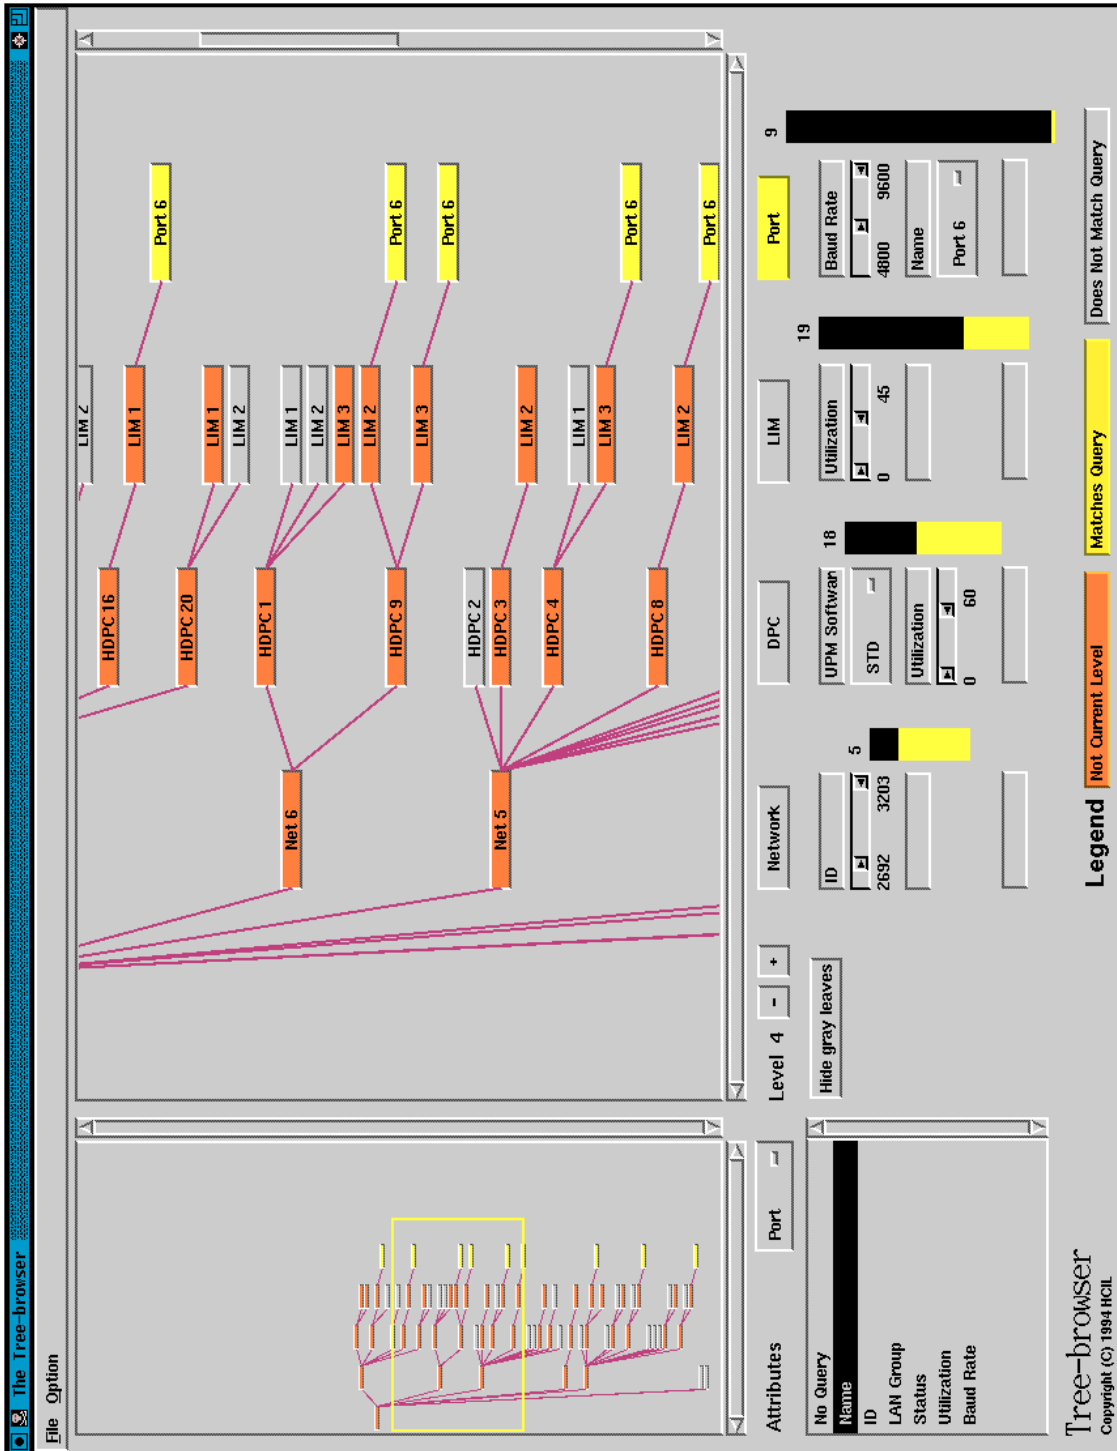 The Tree-browser
File Option
LIM 2
LIM 1
Port 6
HDPC 16
LIM 1
LIM 2
HDPC 20
LIM 1
LIM 2
LIM 3
HDPC 1
Net 6
LIM 2
Port 6
HDPC 9
LIM 3
Port 6
HDPC 2
Net 5
HDPC 3
LIM 2
HDPC 4
LIM 1
LIM 3
Port 6
HDPC 8
LIM 2
Port 6
Attributes
Port
Level 4 - +
Network
5
DPC
18
LIM
19
Port
9
No Query
Name
ID
LAN Group
Status
Utilization
Baud Rate
Hide gray leaves
ID
2692 3203
UPM Softwar
STD
Utilization
0 60
Utilization
0 45
Baud Rate
4800 9600
Name
Port 6
Tree-browser
Copyright (C) 1994 HCIL
Legend
Not Current Level
Matches Query
Does Not Match Query